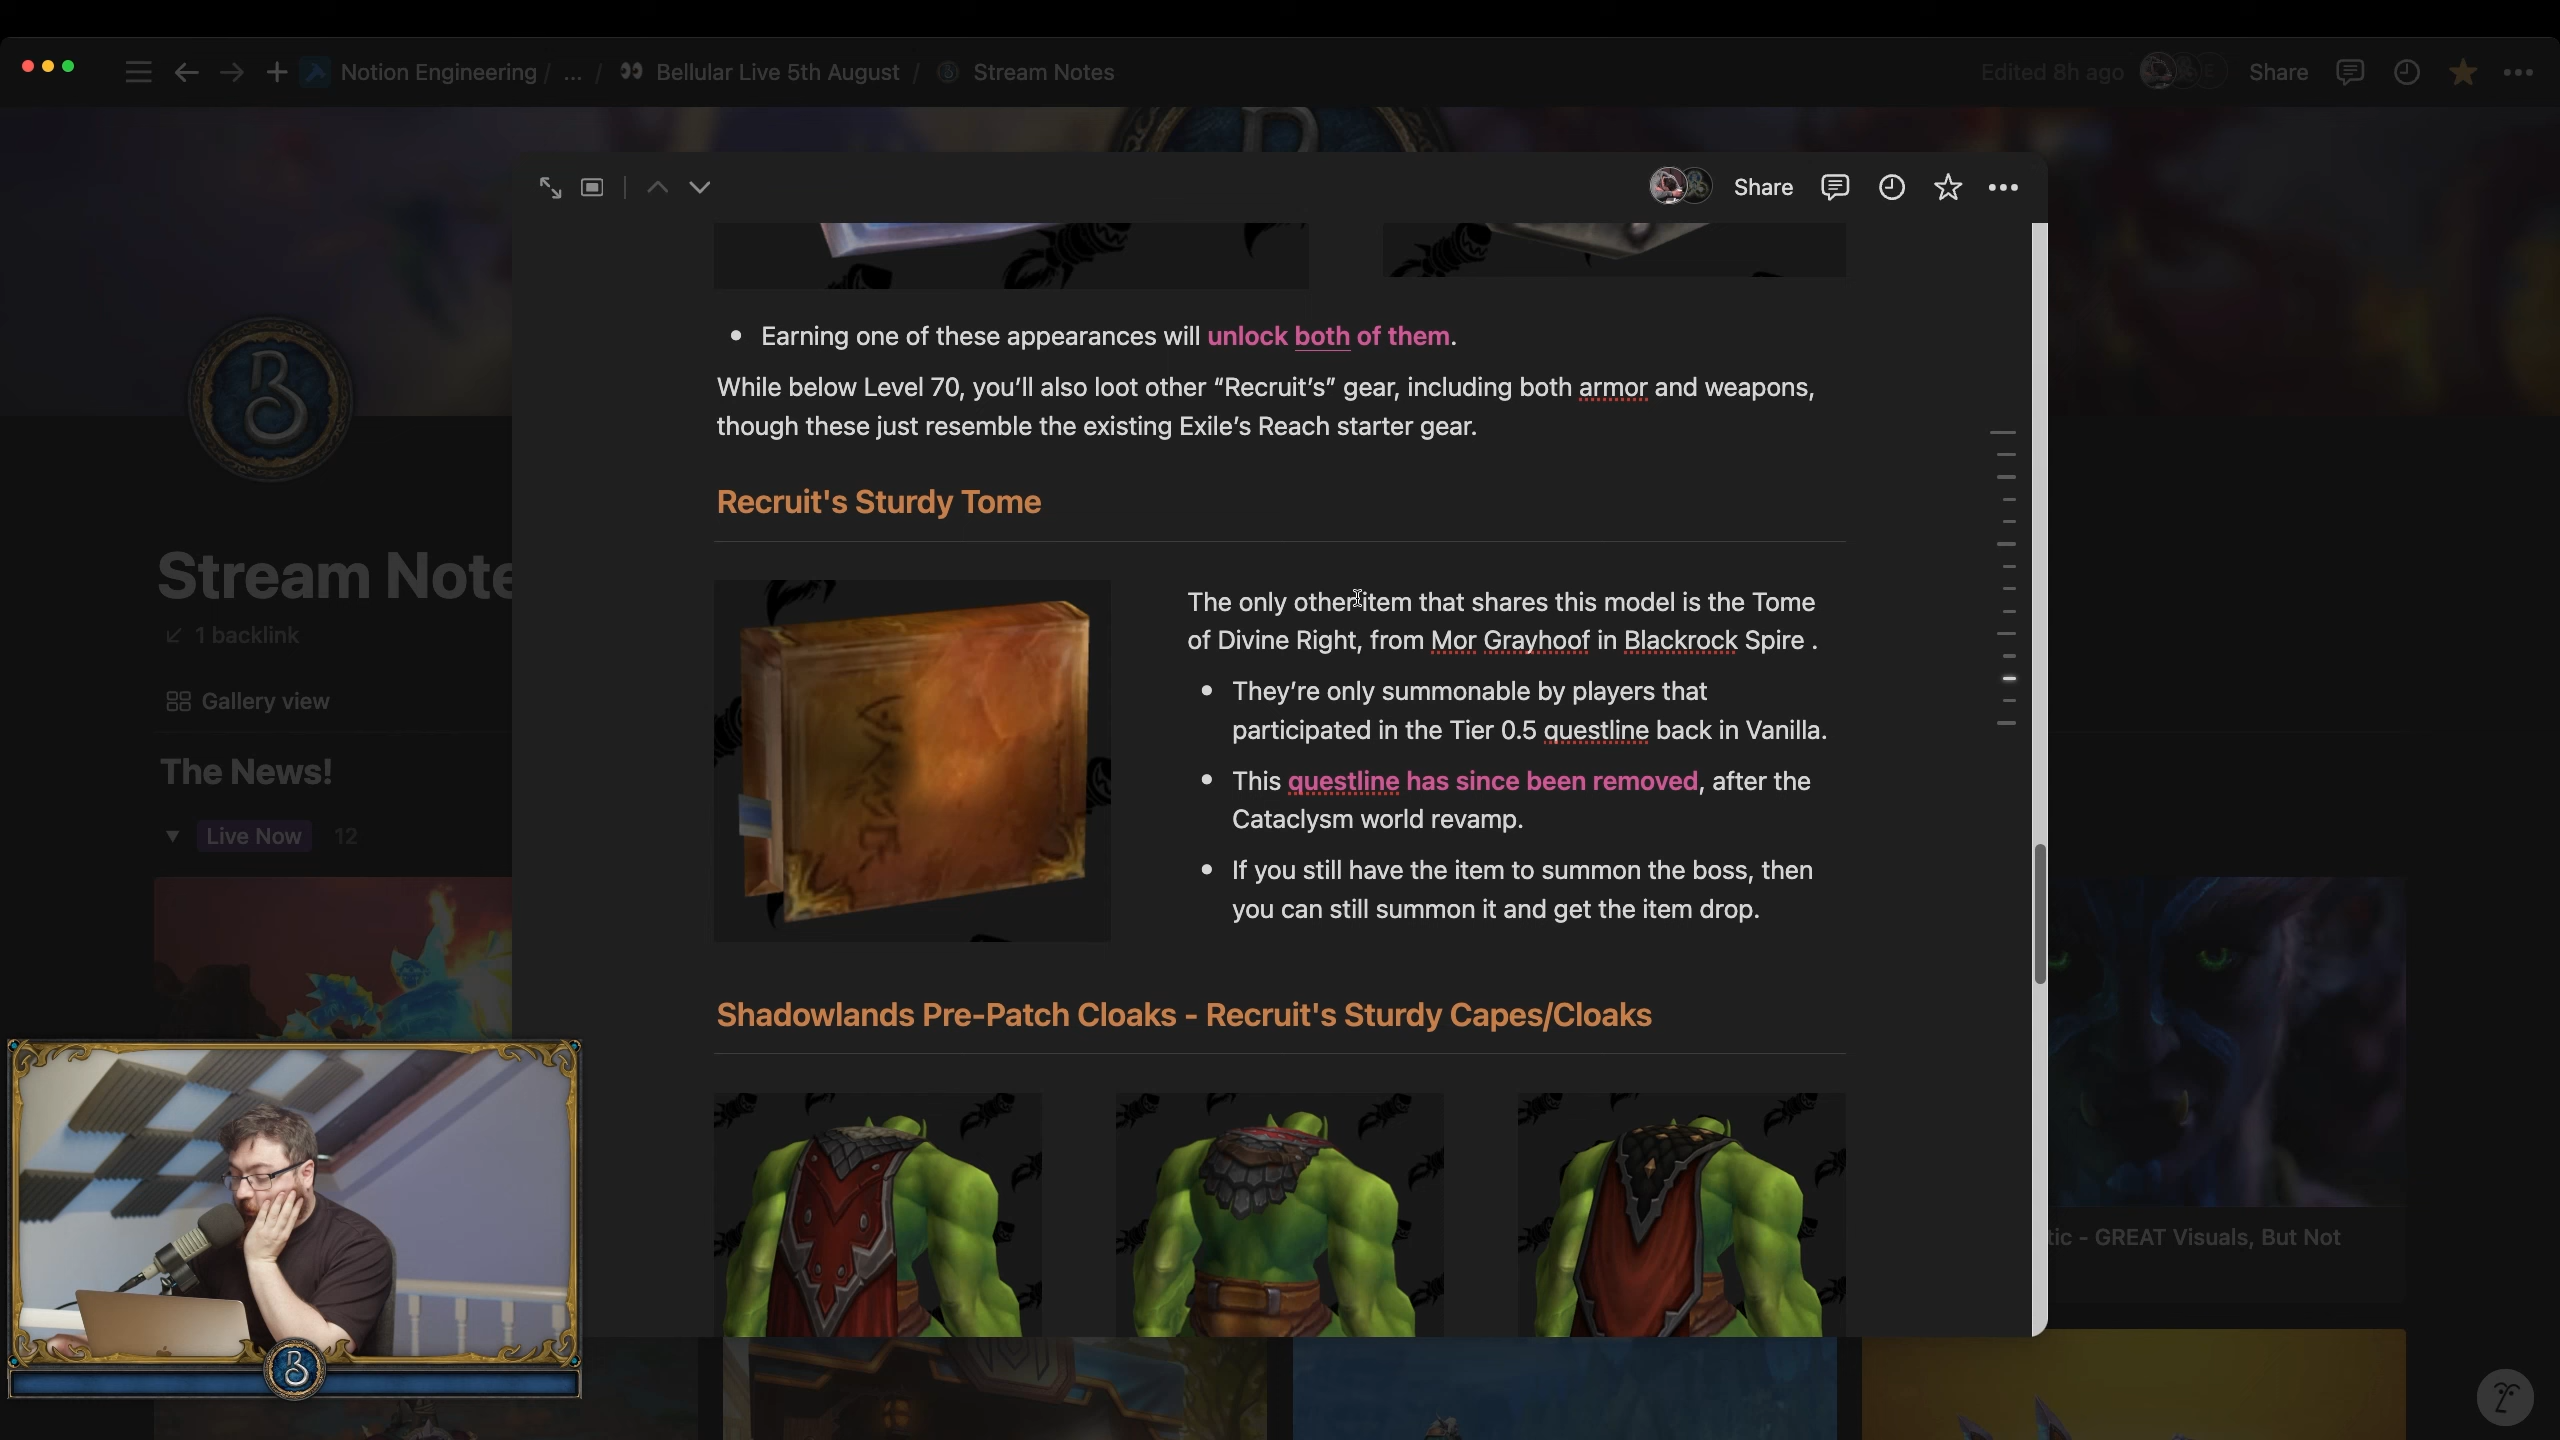 Notion Engineering / ... / 👀 Bellular Live 5th August / Stream Notes
Edited 8h ago
Share
Share
Earning one of these appearances will unlock both of them.
While below Level 70, you’ll also loot other “Recruit’s” gear, including both armor and weapons,
though these just resemble the existing Exile’s Reach starter gear.
Recruit's Sturdy Tome
The only other item that shares this model is the Tome
of Divine Right, from Mor Grayhoof in Blackrock Spire .
They’re only summonable by players that
participated in the Tier 0.5 questline back in Vanilla.
This questline has since been removed, after the
Cataclysm world revamp.
If you still have the item to summon the boss, then
you can still summon it and get the item drop.
Shadowlands Pre-Patch Cloaks - Recruit's Sturdy Capes/Cloaks
Stream Note
1 backlink
Gallery view
The News!
Live Now 12
tic - GREAT Visuals, But Not